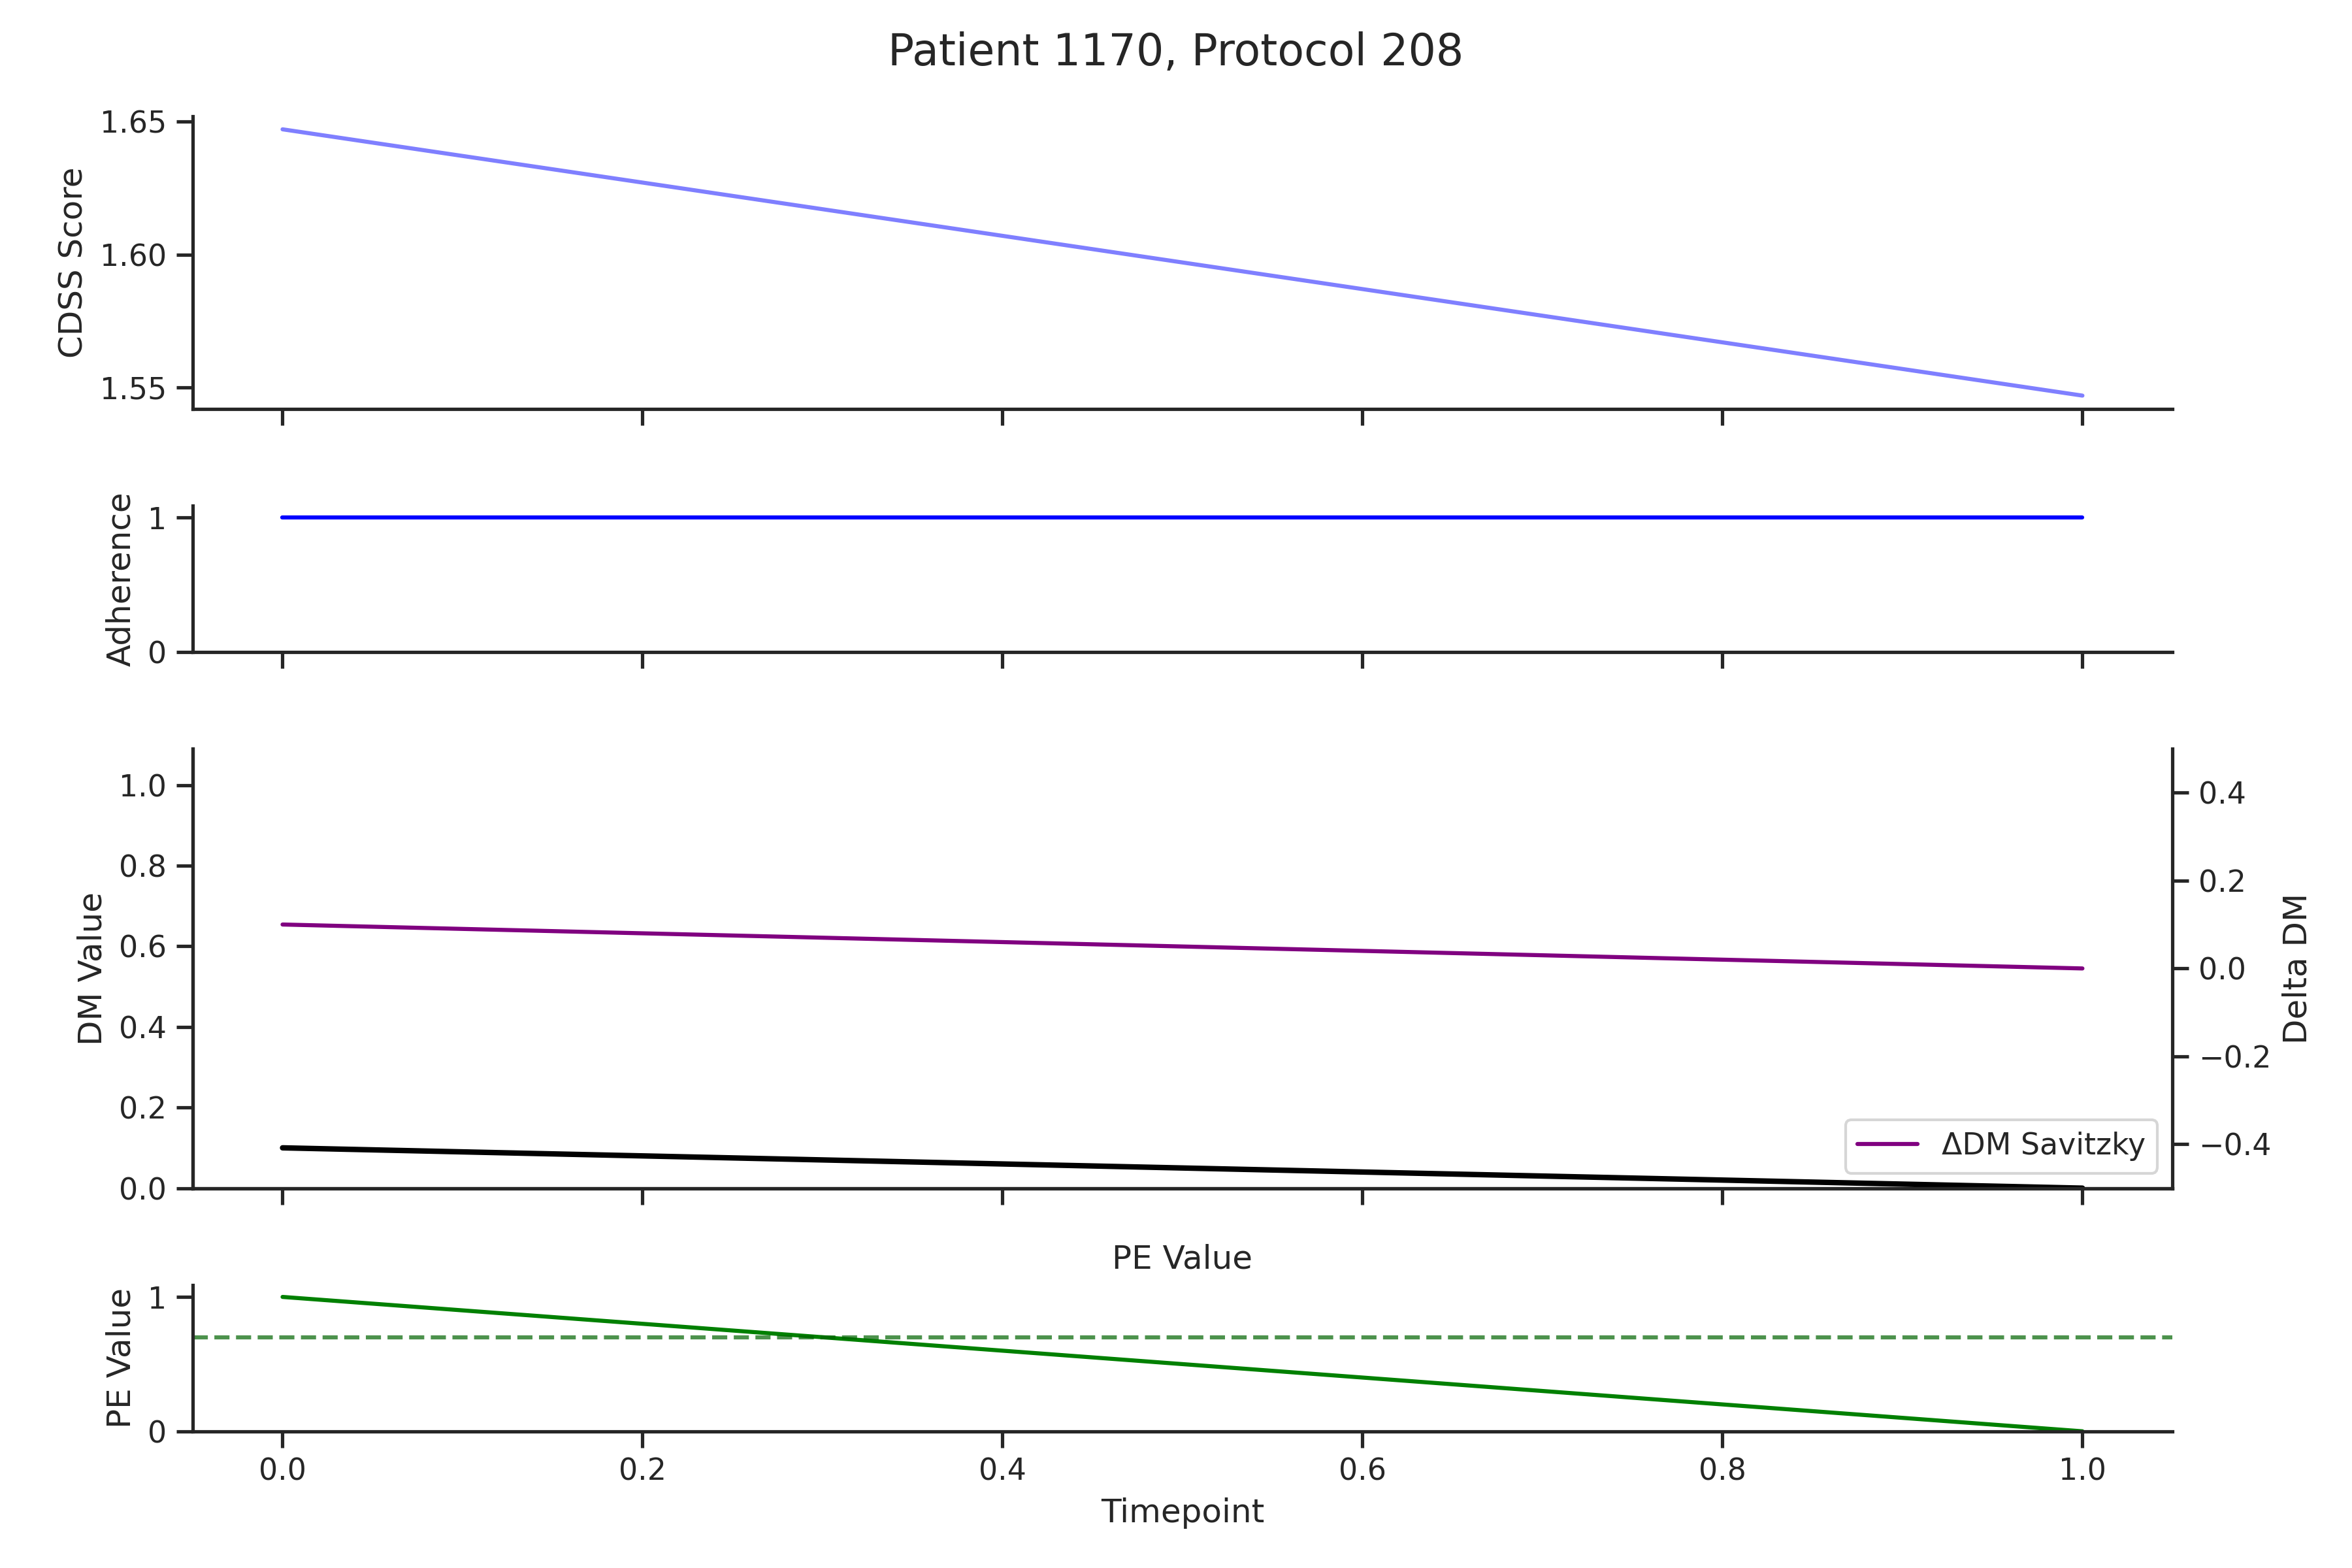 Patient 1170, Protocol 208
CDSS Score
1.65
1.60
1.55
Adherence
1
0
DM Value
1.0
0.8
0.6
0.4
0.2
0.0
Delta DM
0.4
0.2
0.0
−0.2
−0.4
ΔDM Savitzky
PE Value
PE Value
1
0
0.0 0.2 0.4 0.6 0.8 1.0
Timepoint